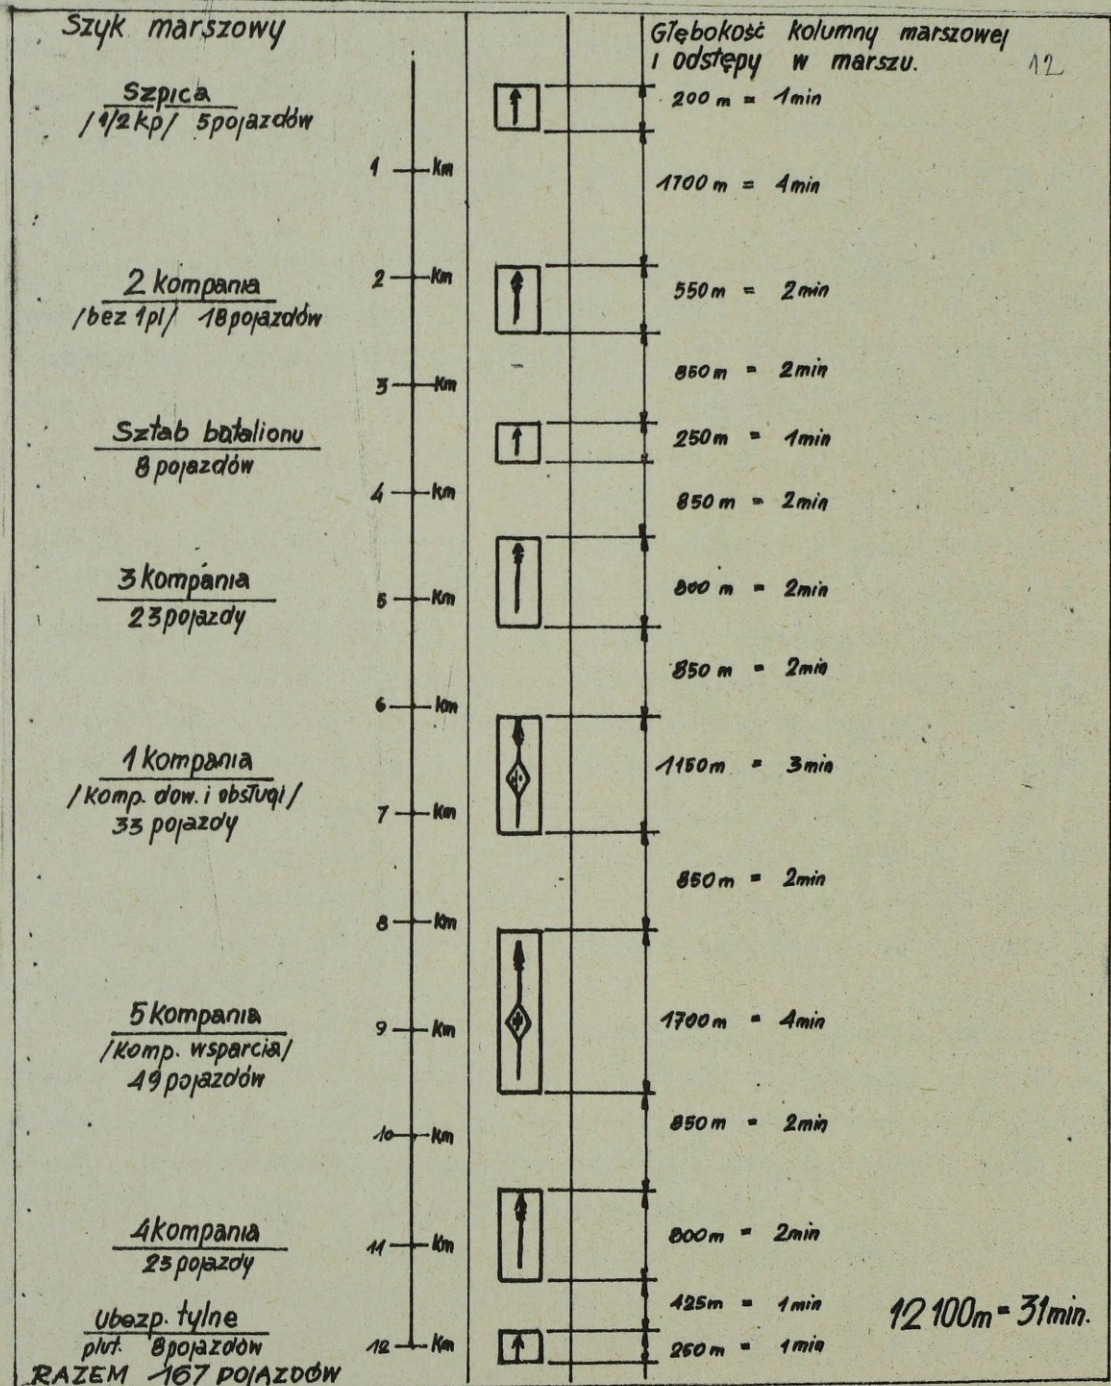 Szyk marszowy
Głębokość kolumny marszowej
i odstępy w marszu.
12
Szpica
/1/2 kp/ 5 pojazdów
200 m = 1 min
1 km
1700 m = 4 min
2 kompania
/bez 1 pl/ 18 pojazdów
2 km
550 m = 2 min
3 km
850 m = 2 min
Sztab batalionu
8 pojazdów
250 m = 1 min
4 km
850 m = 2 min
3 kompania
23 pojazdy
5 km
800 m = 2 min
850 m = 2 min
6 km
1 kompania
/Komp. dow. i obsługi/
33 pojazdy
1150 m = 3 min
7 km
850 m = 2 min
8 km
5 kompania
/Komp. wsparcia/
49 pojazdów
9 km
1700 m = 4 min
850 m = 2 min
10 km
4 kompania
23 pojazdy
11 km
800 m = 2 min
425 m = 1 min
12 100 m = 31 min.
ubezp. tylne
plut. 8 pojazdów
12 km
250 m = 1 min
RAZEM 167 POJAZDÓW